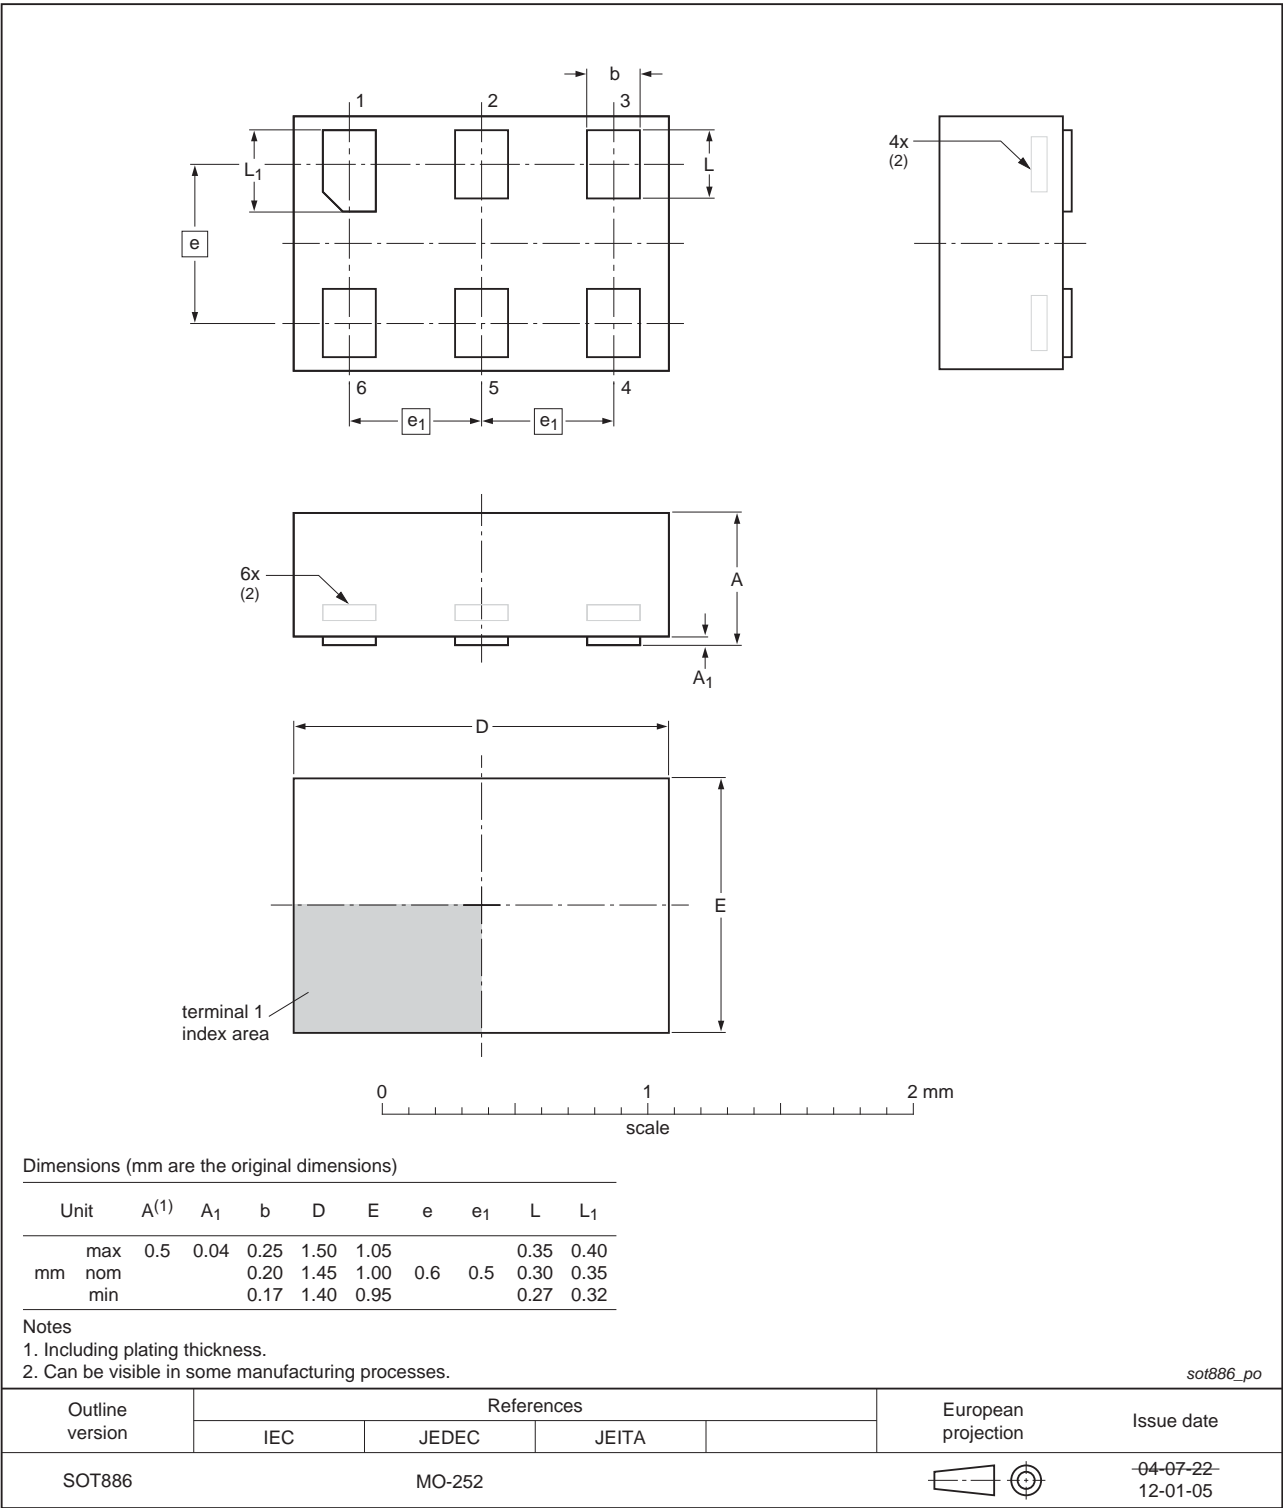 b
1 2 3
L1
L
e
6 5 4
e1 e1
4x
(2)
6x
(2)
A
A1
D
E
terminal 1
index area
0 1 2 mm
scale
Dimensions (mm are the original dimensions)
Unit A(1) A1 b D E e e1 L L1
max 0.5 0.04 0.25 1.50 1.05 0.35 0.40
mm nom 0.20 1.45 1.00 0.6 0.5 0.30 0.35
min 0.17 1.40 0.95 0.27 0.32
Notes
1. Including plating thickness.
2. Can be visible in some manufacturing processes.
sot886_po
Outline
version
References
IEC JEDEC JEITA
European
projection
Issue date
SOT886 MO-252
04-07-22
12-01-05